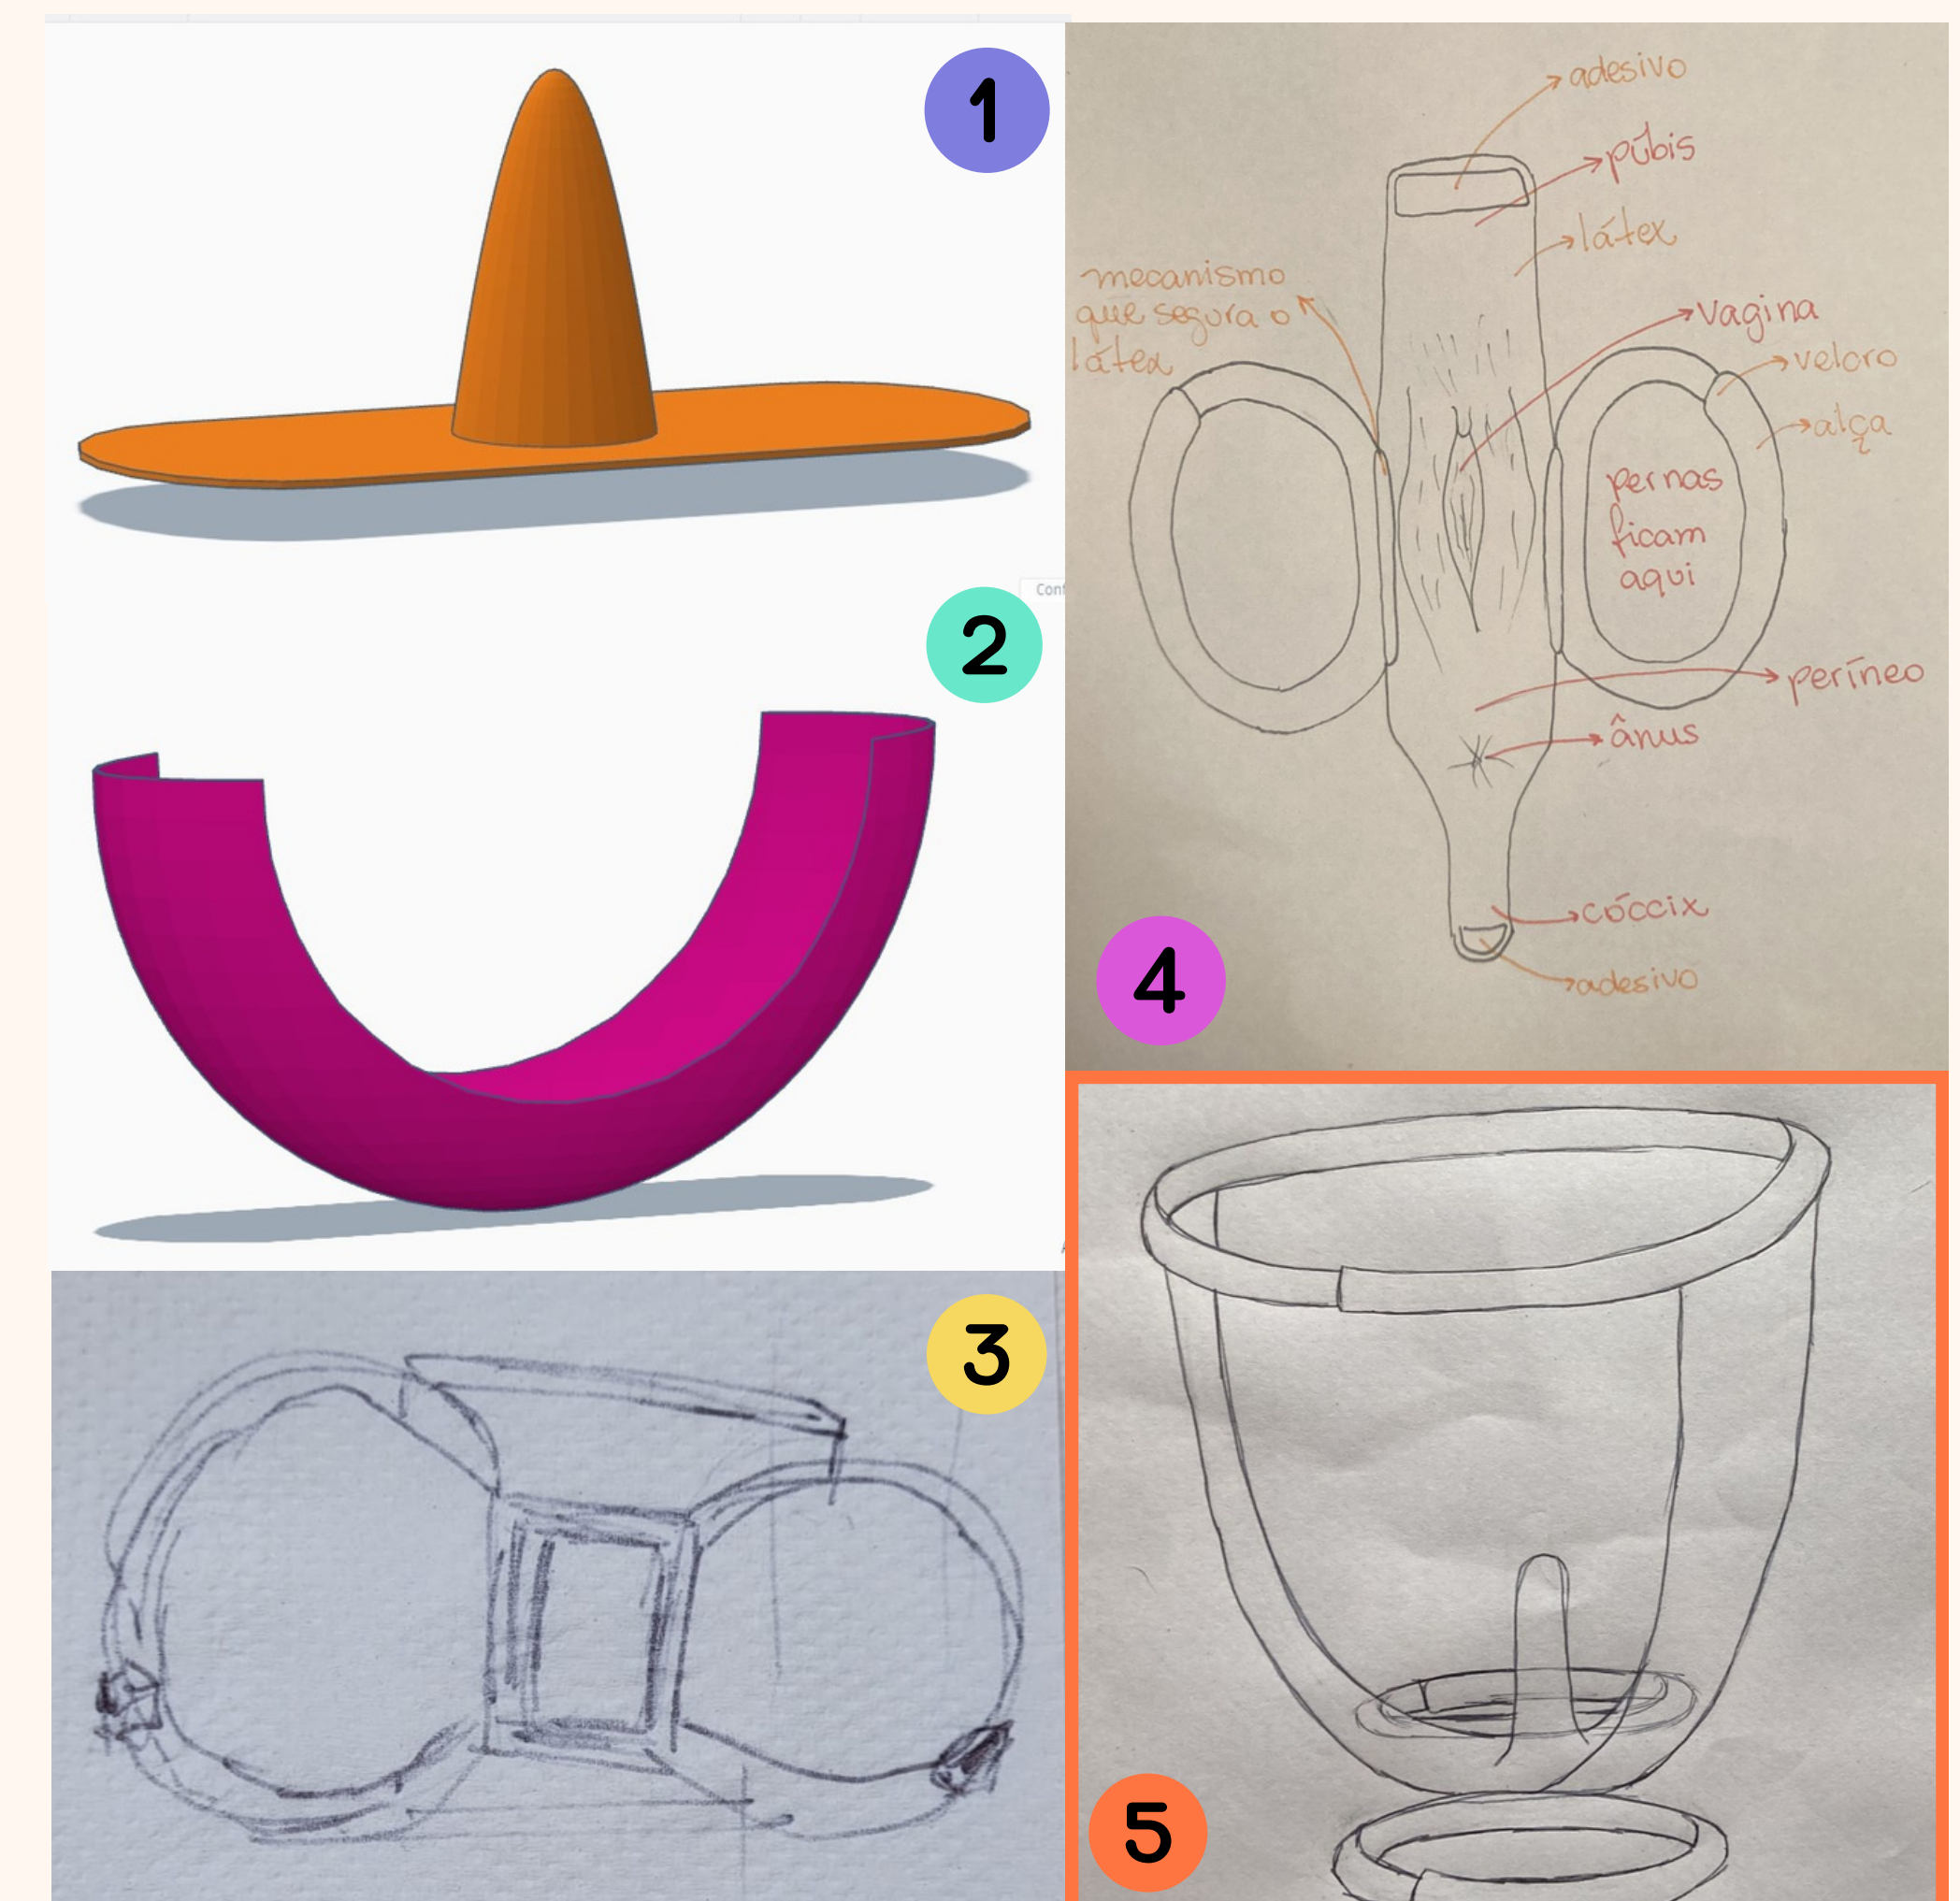 1
Conf
2
3
adesivo
púbis
látex
mecanismo
que segura o
látex
vagina
velcro
alça
pernas
ficam
aqui
períneo
ânus
cóccix
adesivo
4
5